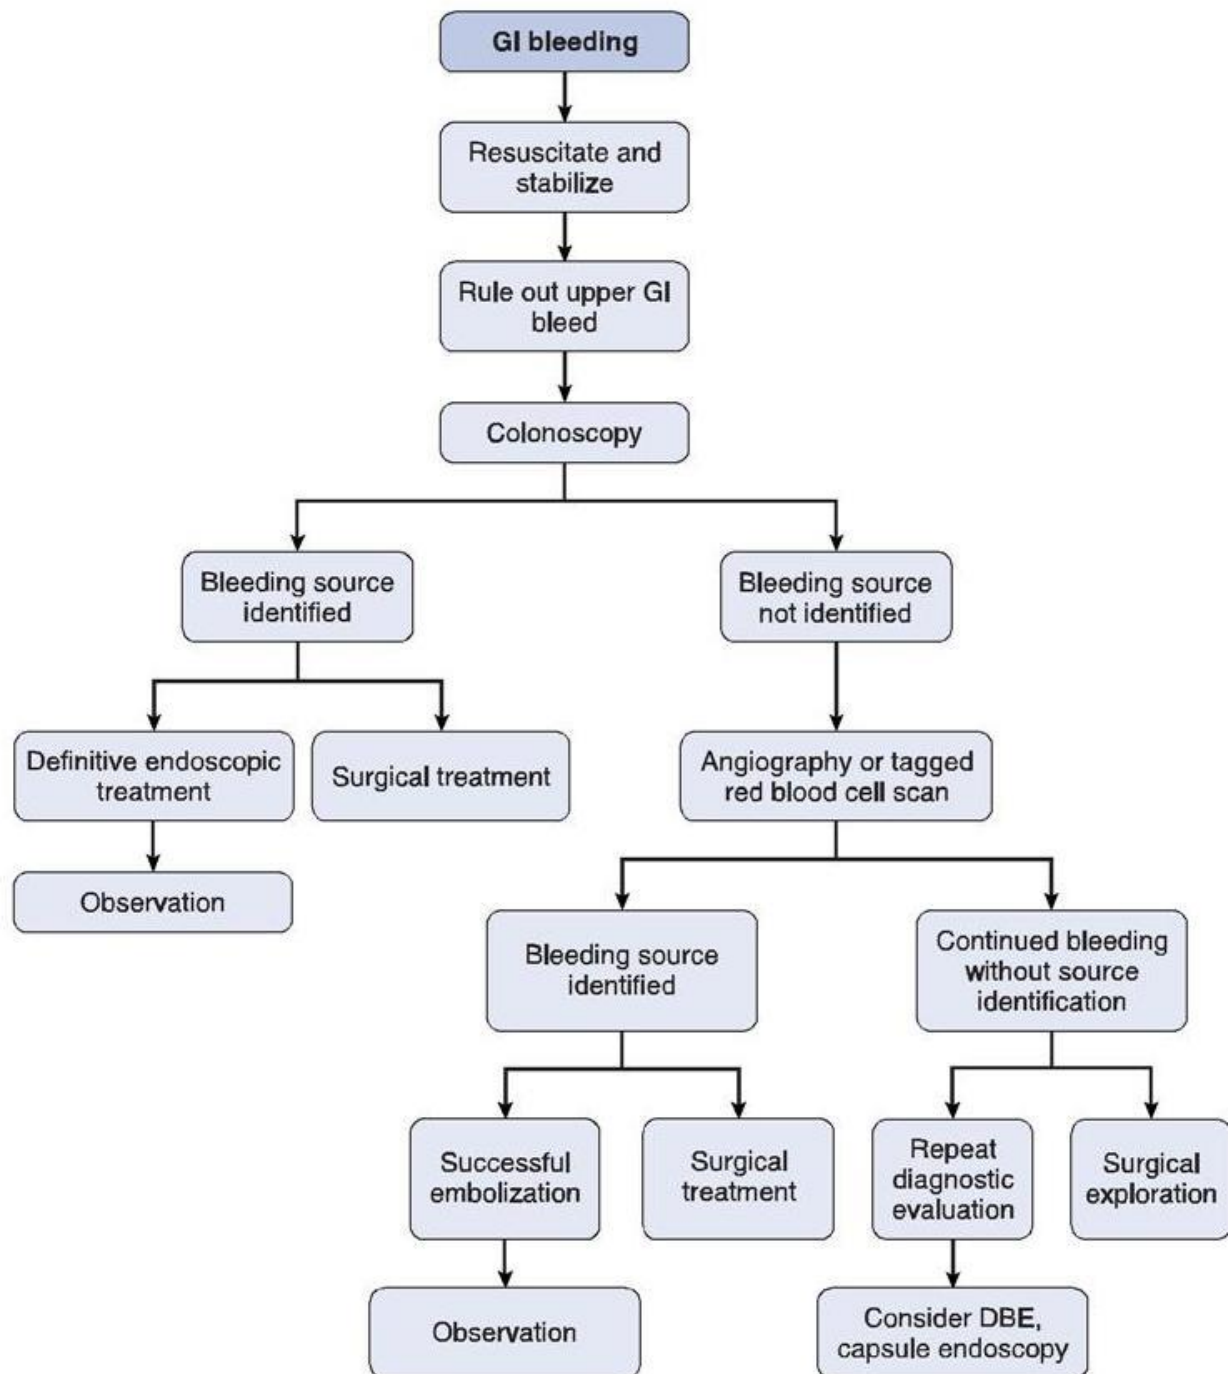 GI bleeding
Resuscitate and
stabilize
Rule out upper GI
bleed
Colonoscopy
Bleeding source
identified
Bleeding source
not identified
Definitive endoscopic
treatment
Surgical treatment
Angiography or tagged
red blood cell scan
Observation
Bleeding source
identified
Continued bleeding
without source
identification
Successful
embolization
Surgical
treatment
Repeat
diagnostic
evaluation
Surgical
exploration
Observation
Consider DBE,
capsule endoscopy